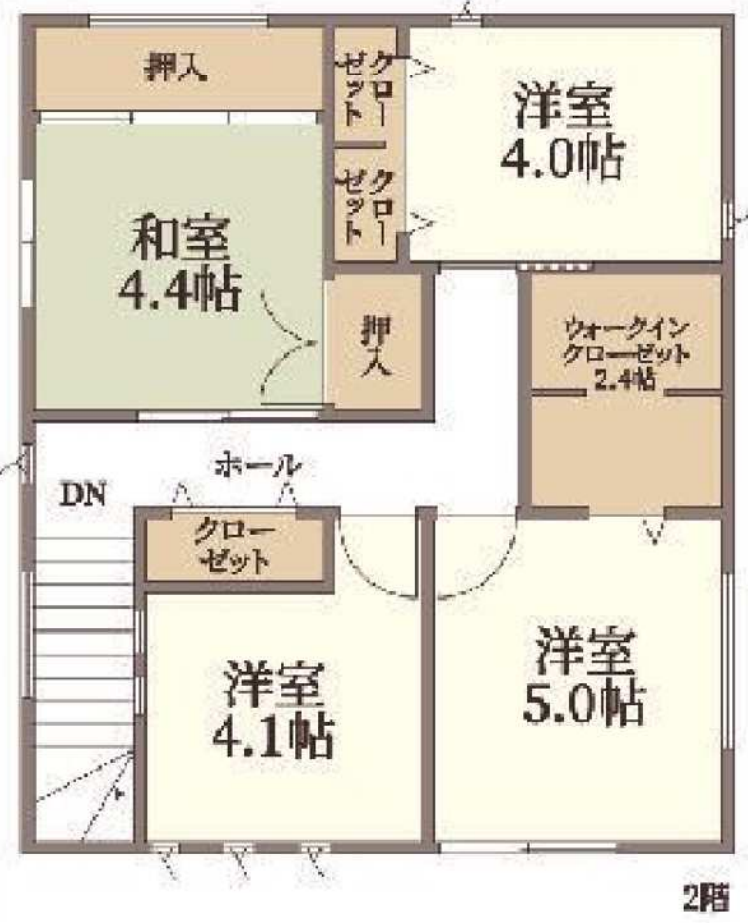 押入
クロー
ゼット
洋室
4.0帖
クロー
ゼット
和室
4.4帖
押
入
ウォークイン
クローゼット
2.4帖
ホール
DN
クロー
ゼット
洋室
4.1帖
洋室
5.0帖
2階